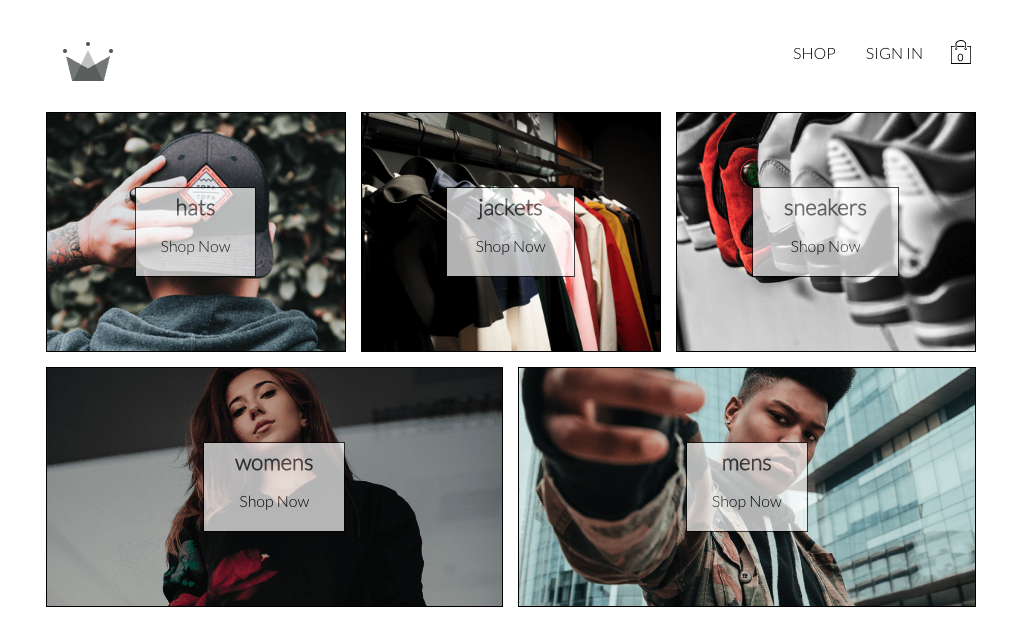 SHOP SIGN IN
0
TOPA
hats
Shop Now
jackets
Shop Now
sneakers
Shop Now
womens
Shop Now
mens
Shop Now